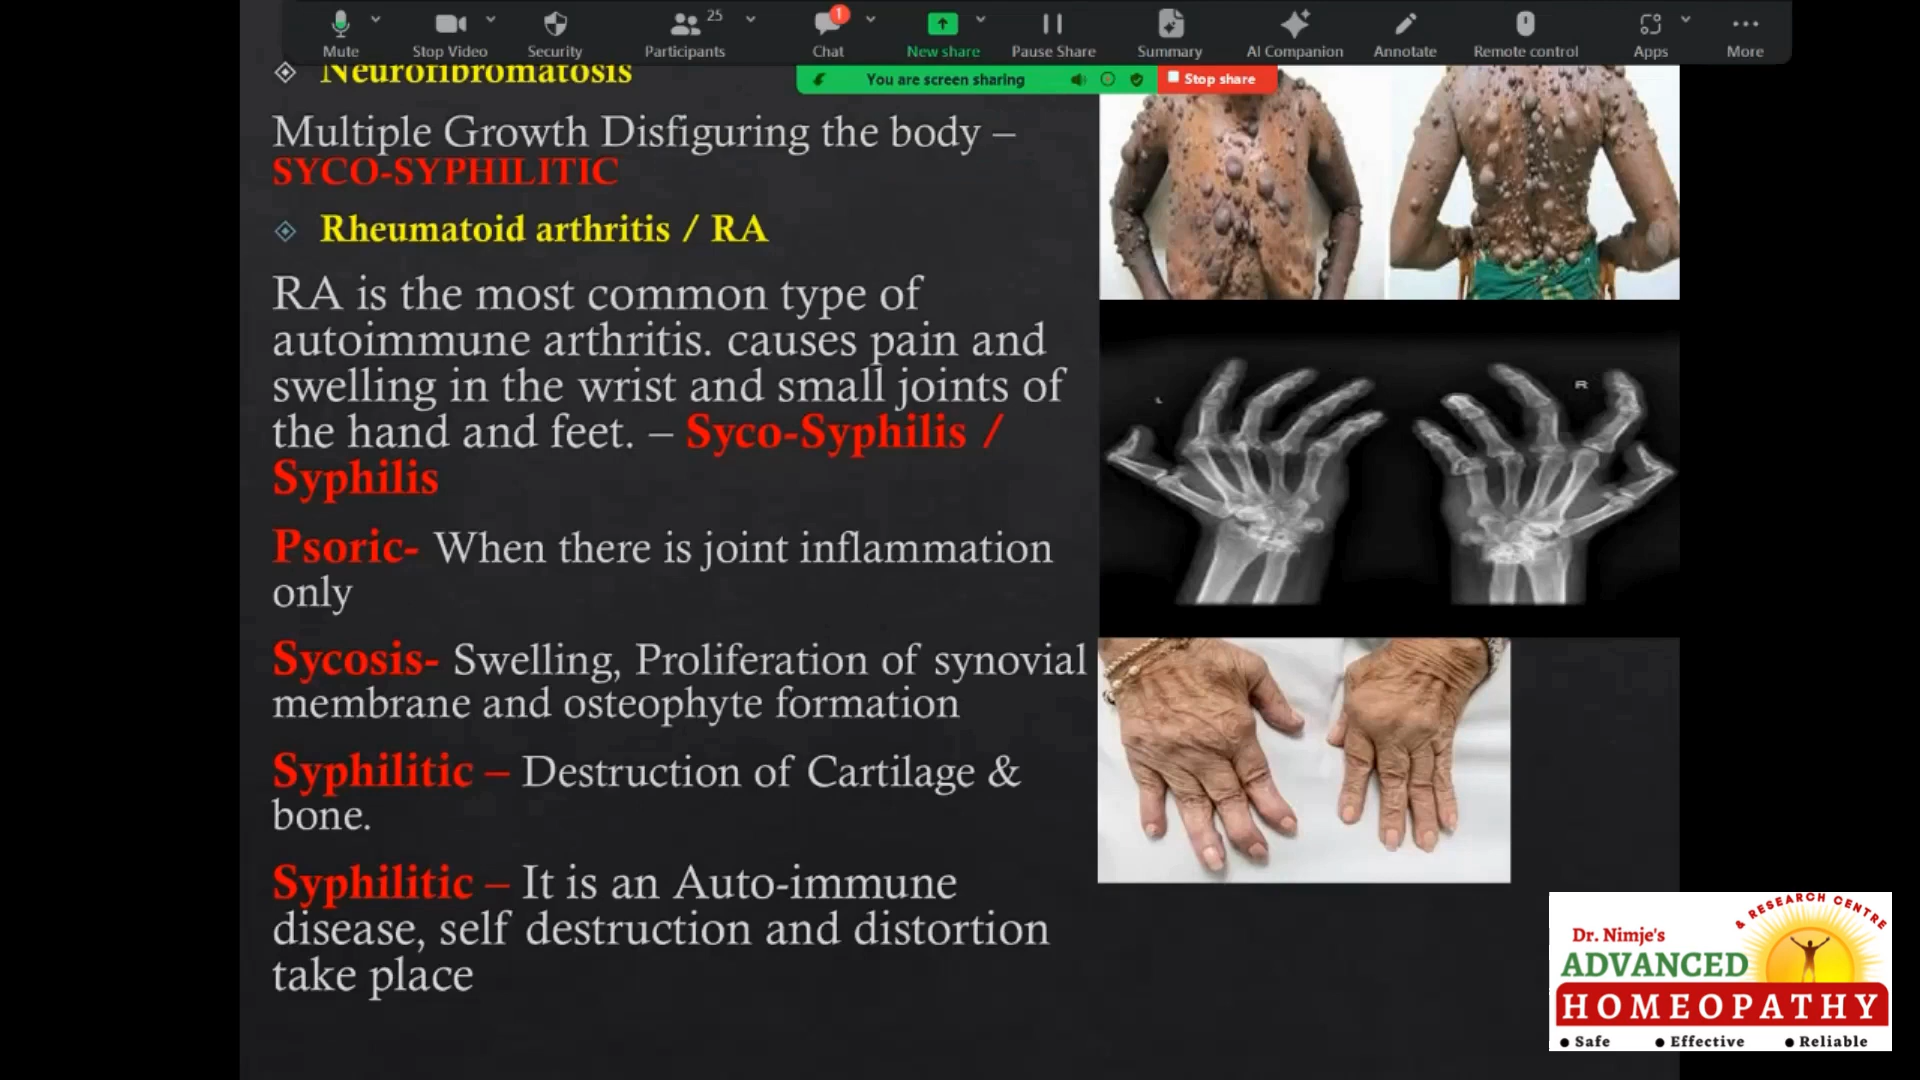 Mute
Stop Video
Security
Participants
25
Chat
1
New share
Pause Share
Summary
AI Companion
Annotate
Remote control
Apps
More
You are screen sharing
Stop share
Neurofibromatosis
Multiple Growth Disfiguring the body –
SYCO-SYPHILITIC
Rheumatoid arthritis / RA
RA is the most common type of
autoimmune arthritis. causes pain and
swelling in the wrist and small joints of
the hand and feet. – Syco-Syphilis /
Syphilis
Psoric- When there is joint inflammation
only
Sycosis- Swelling, Proliferation of synovial
membrane and osteophyte formation
Syphilitic – Destruction of Cartilage &
bone.
Syphilitic – It is an Auto-immune
disease, self destruction and distortion
take place
L
R
& RESEARCH CENTRE
Dr. Nimje's
ADVANCED
HOMEOPATHY
● Safe ● Effective ● Reliable